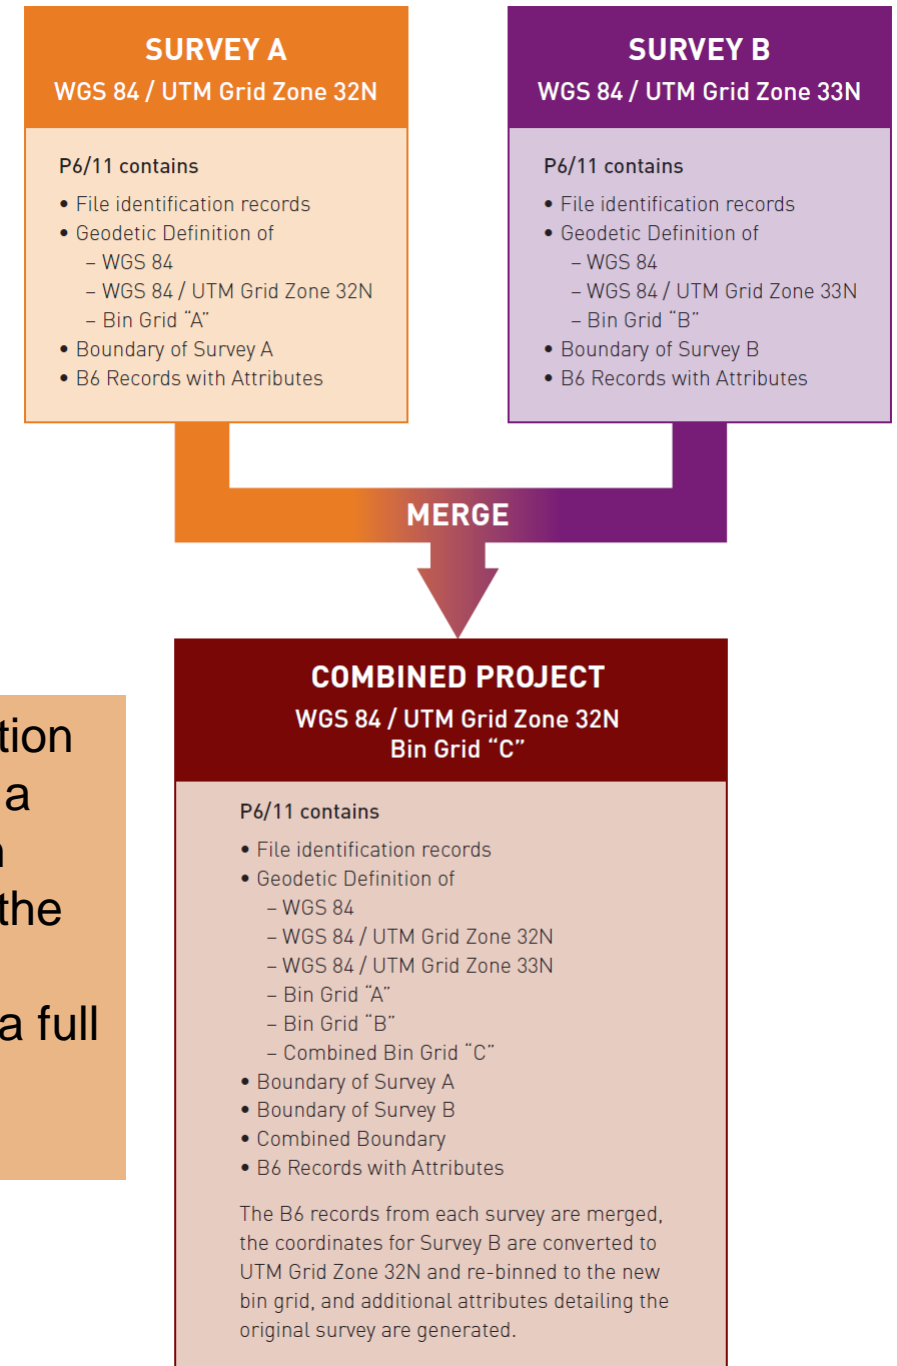 SURVEY A
WGS 84 / UTM Grid Zone 32N
P6/11 contains
• File identification records
• Geodetic Definition of
– WGS 84
– WGS 84 / UTM Grid Zone 32N
– Bin Grid “A”
• Boundary of Survey A
• B6 Records with Attributes
SURVEY B
WGS 84 / UTM Grid Zone 33N
P6/11 contains
• File identification records
• Geodetic Definition of
– WGS 84
– WGS 84 / UTM Grid Zone 33N
– Bin Grid “B”
• Boundary of Survey B
• B6 Records with Attributes
MERGE
COMBINED PROJECT
WGS 84 / UTM Grid Zone 32N
Bin Grid “C”
P6/11 contains
• File identification records
• Geodetic Definition of
– WGS 84
– WGS 84 / UTM Grid Zone 32N
– WGS 84 / UTM Grid Zone 33N
– Bin Grid “A”
– Bin Grid “B”
– Combined Bin Grid “C”
• Boundary of Survey A
• Boundary of Survey B
• Combined Boundary
• B6 Records with Attributes
The B6 records from each survey are merged,
the coordinates for Survey B are converted to
UTM Grid Zone 32N and re-binned to the new
bin grid, and additional attributes detailing the
original survey are generated.
tion
a
the
a full